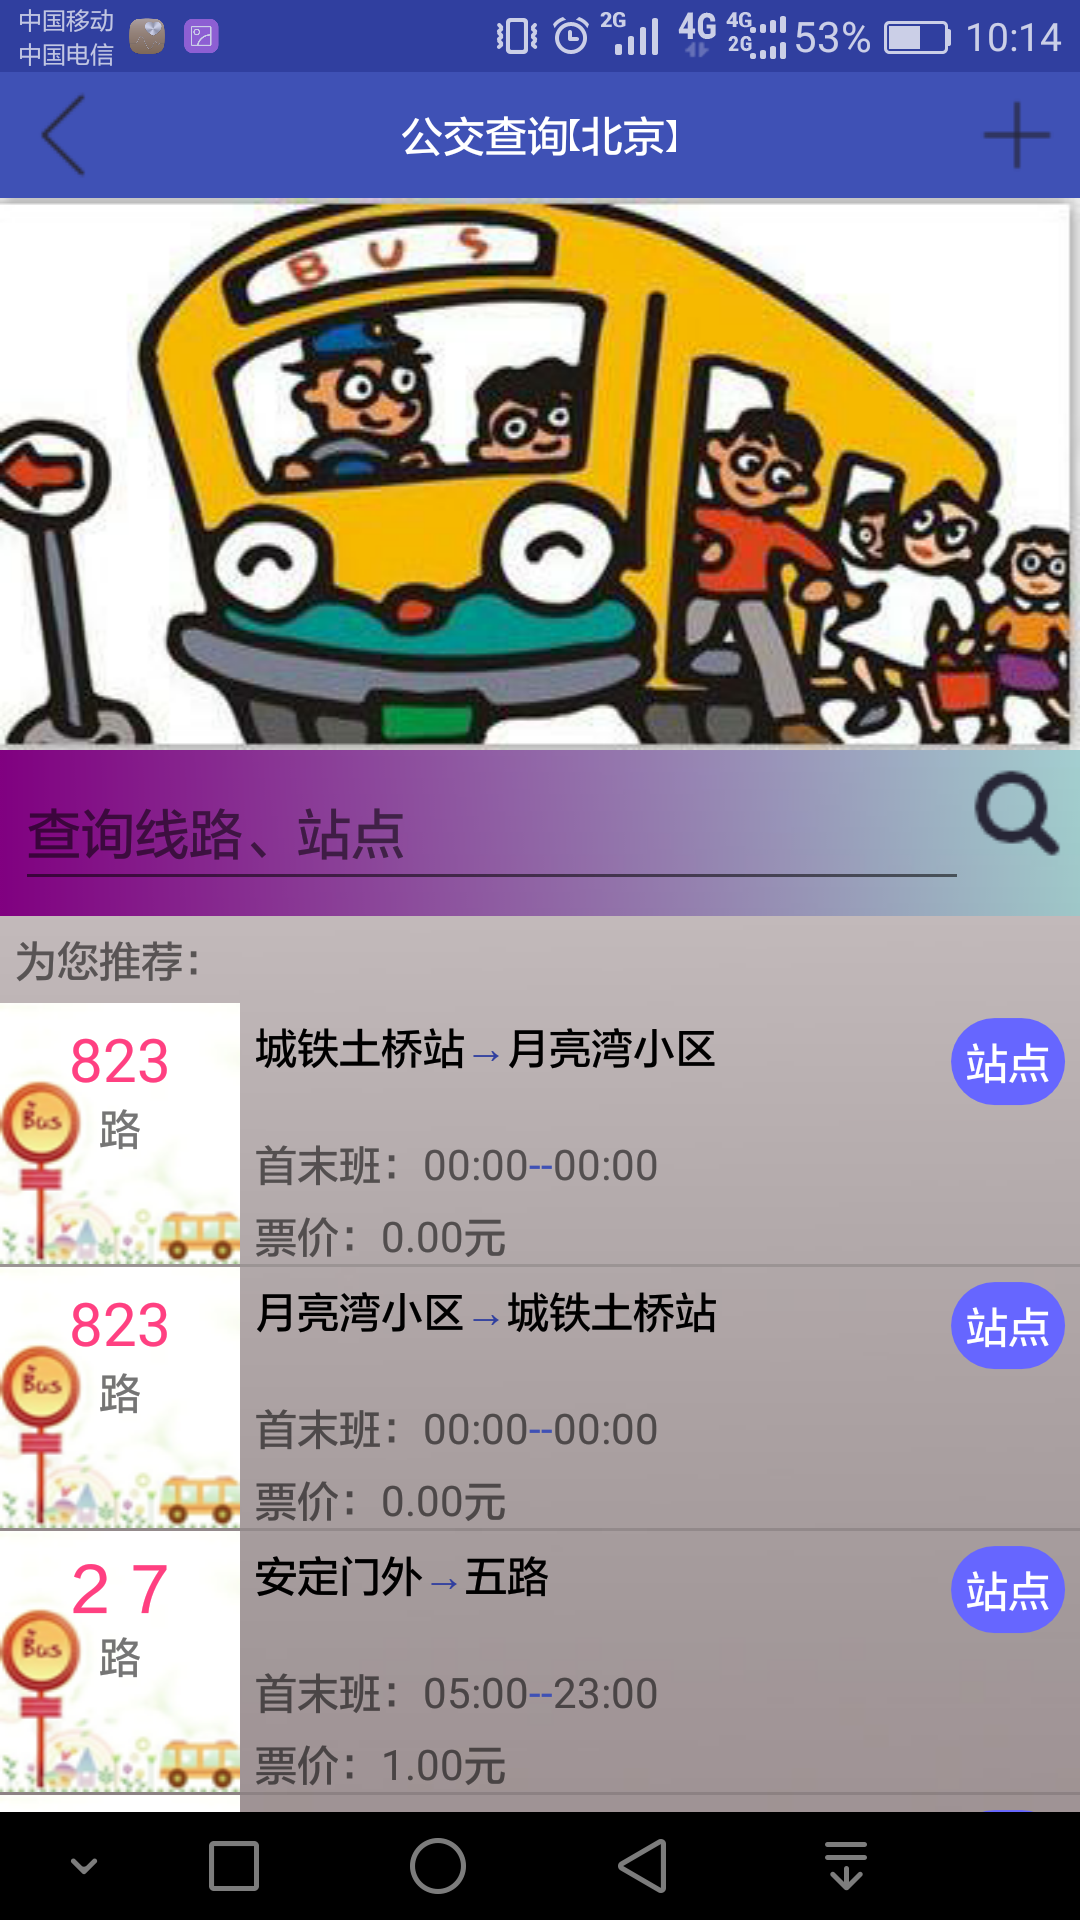 中国移动
中国电信
2G
4G
4G
2G
53%
10:14
公交查询【北京】
BUS
查询线路、站点
为您推荐：
823
路
Bus
城铁土桥站→月亮湾小区
站点
首末班：00:00--00:00
票价：0.00元
823
路
Bus
月亮湾小区→城铁土桥站
站点
首末班：00:00--00:00
票价：0.00元
27
路
Bus
安定门外→五路
站点
首末班：05:00--23:00
票价：1.00元